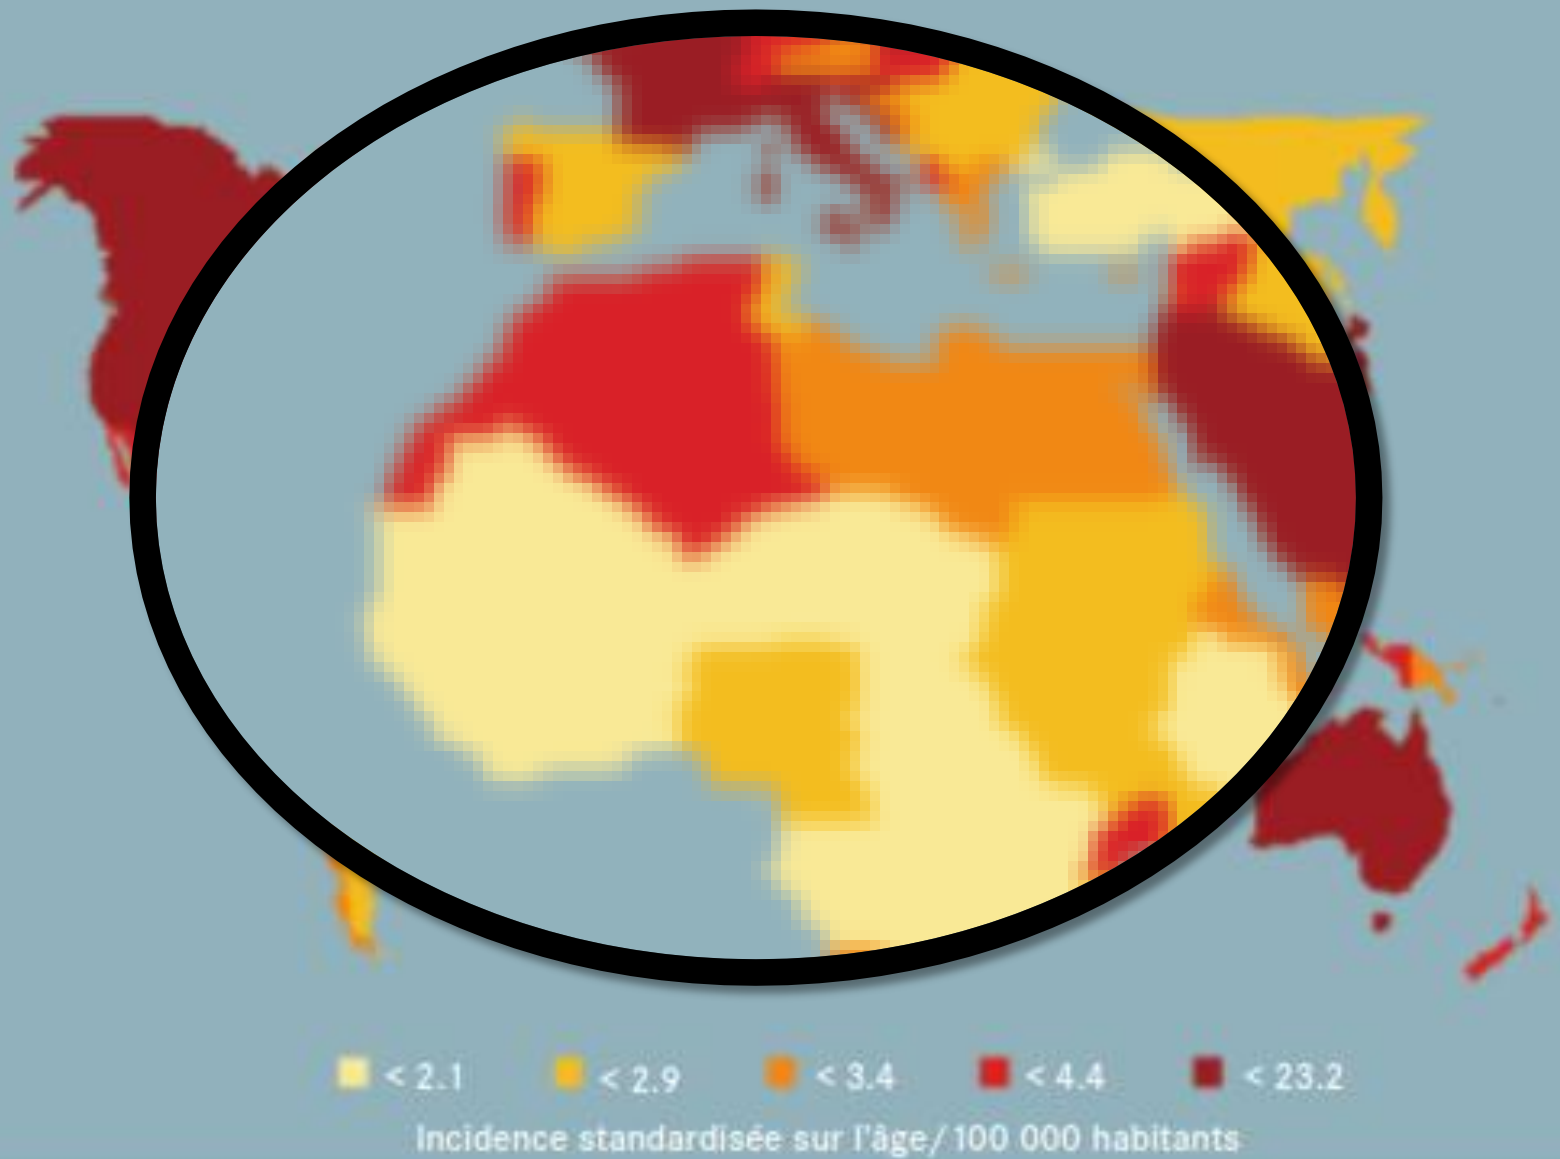 < 2.1 < 2.9 < 3.4 < 4.4 < 23.2
Incidence standardisée sur l'âge/100 000 habitants